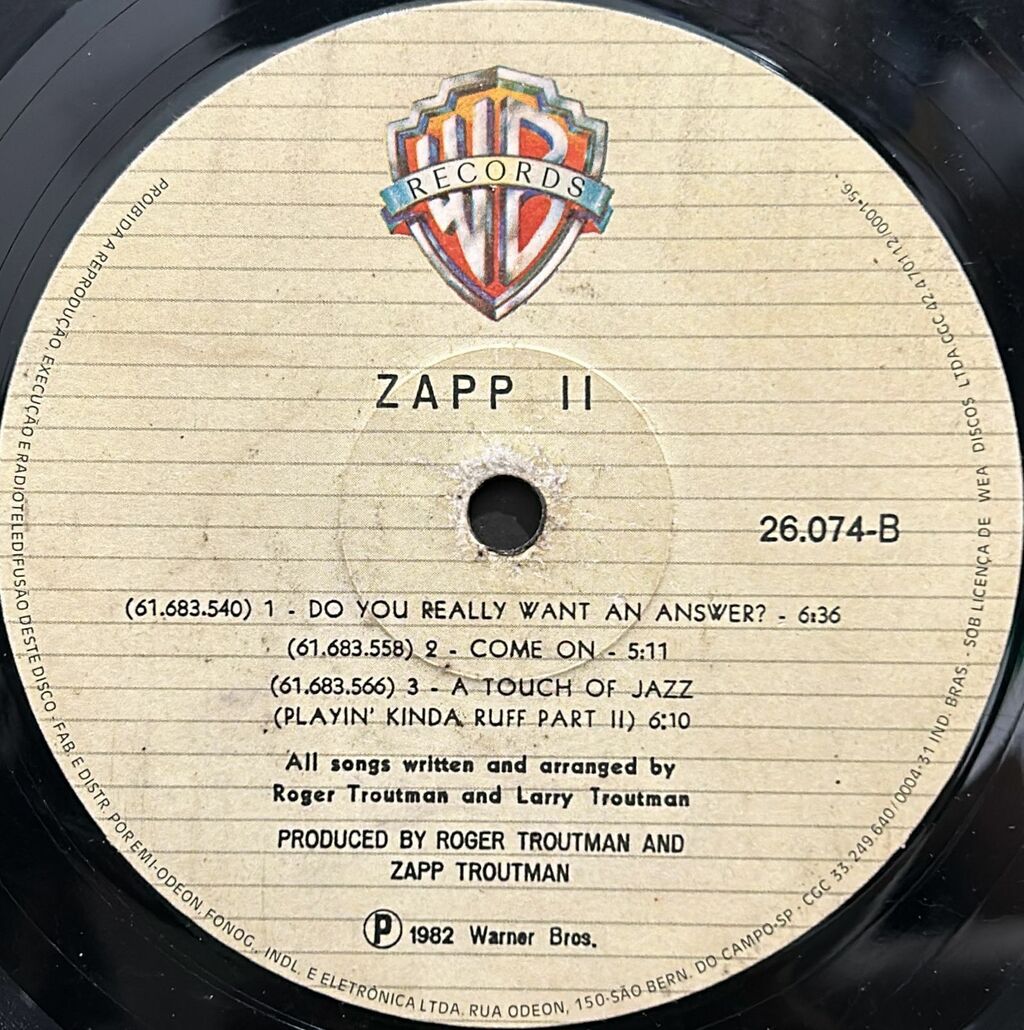 WB
RECORDS
ZAPP II
26.074-B
(61.683.540) 1 - DO YOU REALLY WANT AN ANSWER? - 6:36
(61.683.558) 2 - COME ON - 5:11
(61.683.566) 3 - A TOUCH OF JAZZ
(PLAYIN' KINDA RUFF PART II) 6:10
All songs written and arranged by
Roger Troutman and Larry Troutman
PRODUCED BY ROGER TROUTMAN AND
ZAPP TROUTMAN
℗ 1982 Warner Bros.
PROIBIDA A REPRODUÇÃO, EXECUÇÃO E RADIOTELEDIFUSÃO DESTE DISCO - FAB. E DISTR. POR EMI-ODEON, FONOG., INDL. E ELETRÔNICA LTDA. RUA ODEON, 150-SÃO BERN. DO CAMPO-SP - CGC 33.249.640/0004-31 IND. BRAS. - SOB LICENÇA DE WEA DISCOS LTDA. CGC 42.470112/0001-56.